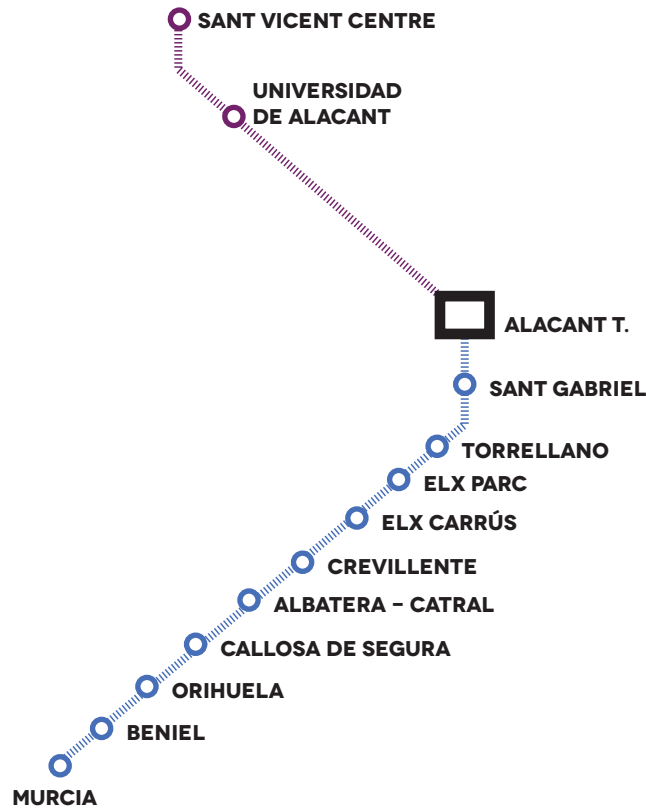 SANT VICENT CENTRE
UNIVERSIDAD
DE ALACANT
ALACANT T.
SANT GABRIEL
TORRELLANO
ELX PARC
ELX CARRÚS
CREVILLENTE
ALBATERA – CATRAL
CALLOSA DE SEGURA
ORIHUELA
BENIEL
MURCIA